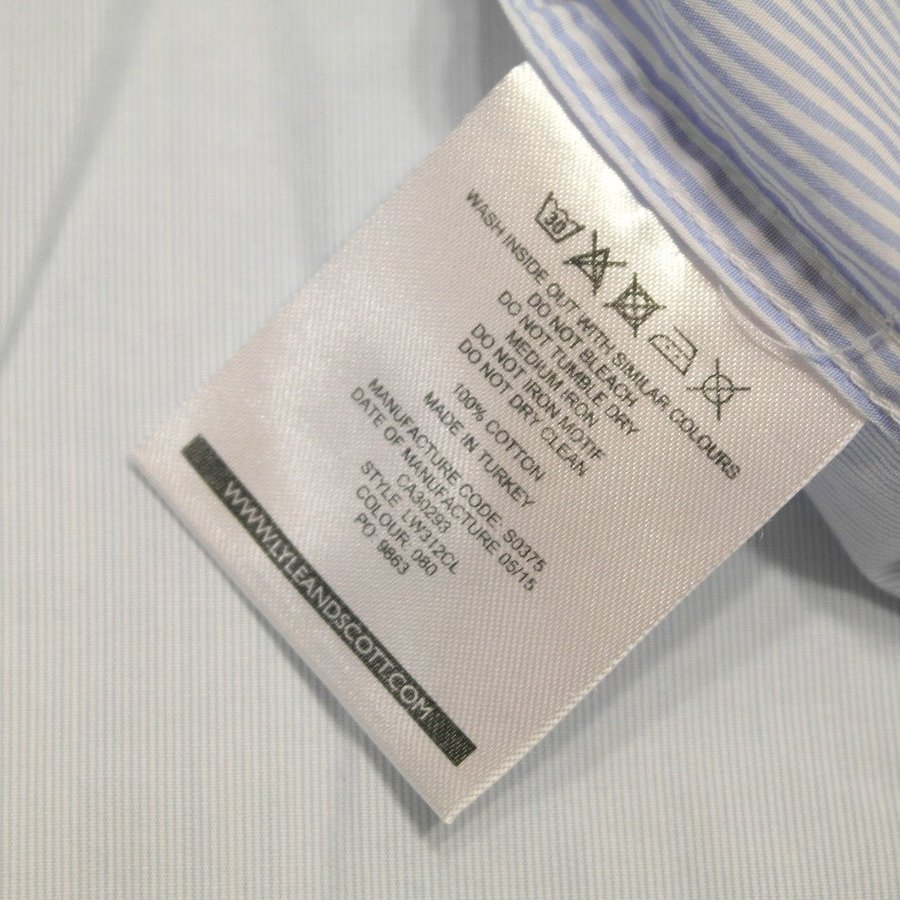 30
WASH INSIDE OUT WITH SIMILAR COLOURS
DO NOT BLEACH
DO NOT TUMBLE DRY
MEDIUM IRON
DO NOT IRON MOTIF
DO NOT DRY CLEAN
100% COTTON
MADE IN TURKEY
MANUFACTURE CODE: S0375
DATE OF MANUFACTURE 05/15
CA30293
STYLE. LW312CL
COLOUR. 080
PO 9863
WWW.LYLEANDSCOTT.COM